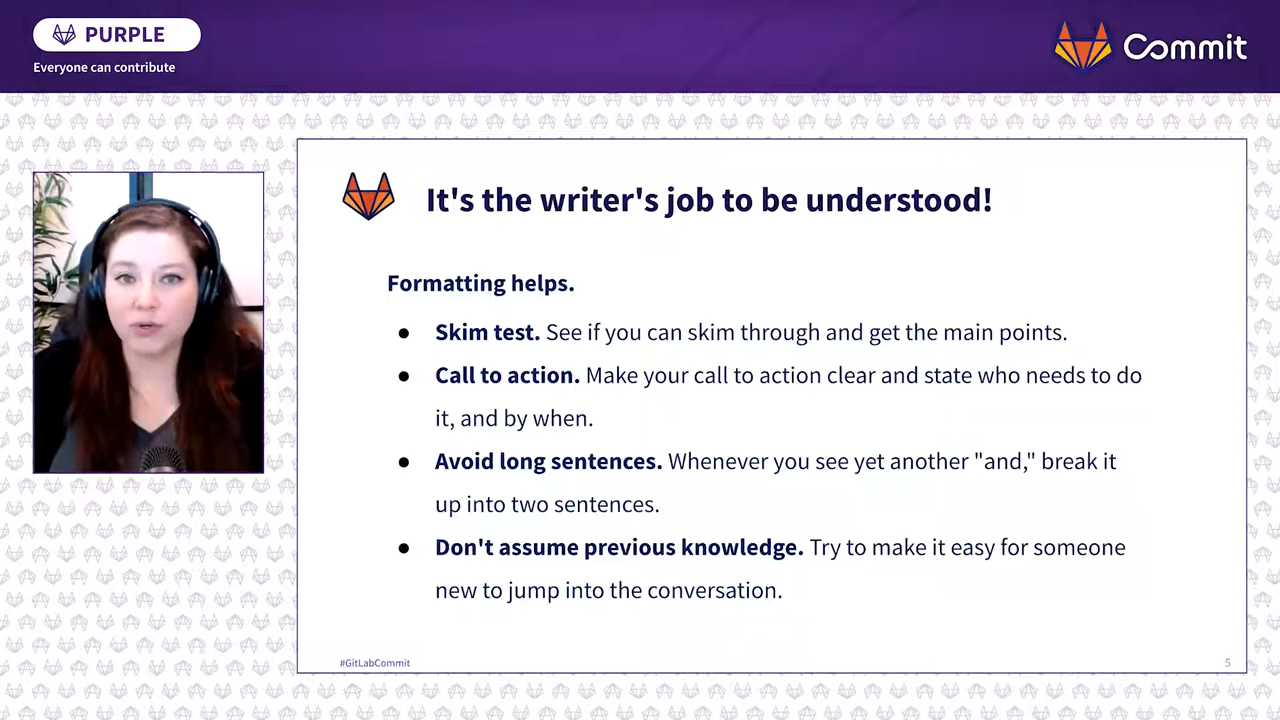 PURPLE
Everyone can contribute
Commit
It's the writer's job to be understood!
Formatting helps.
● Skim test. See if you can skim through and get the main points.
● Call to action. Make your call to action clear and state who needs to do
it, and by when.
● Avoid long sentences. Whenever you see yet another "and," break it
up into two sentences.
● Don't assume previous knowledge. Try to make it easy for someone
new to jump into the conversation.
#GitLabCommit
5